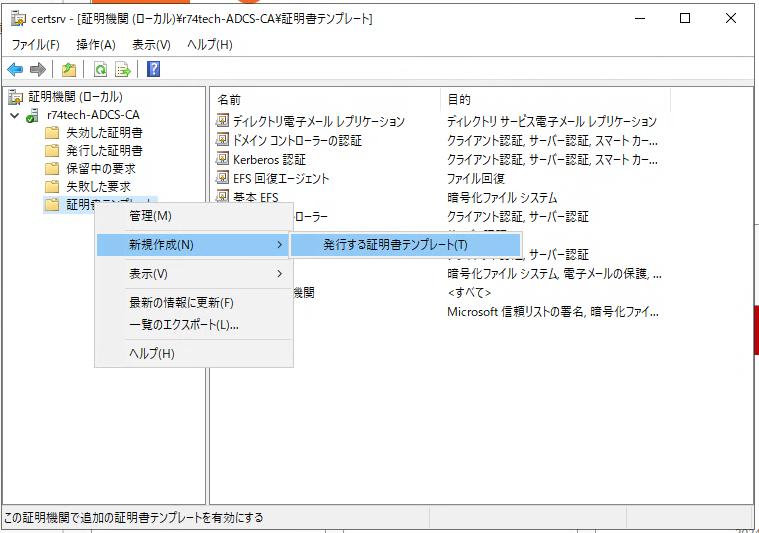 certsrv - [証明機関 (ローカル)¥r74tech-ADCS-CA¥証明書テンプレート]
ファイル(F) 操作(A) 表示(V) ヘルプ(H)
証明機関 (ローカル)
r74tech-ADCS-CA
失効した証明書
発行した証明書
保留中の要求
失敗した要求
証明書テンプレート
管理(M)
新規作成(N)
発行する証明書テンプレート(T)
表示(V)
最新の情報に更新(F)
一覧のエクスポート(L)...
ヘルプ(H)
名前 目的
ディレクトリ電子メール レプリケーション ディレクトリ サービス電子メール レプリケーション
ドメイン コントローラーの認証 クライアント認証, サーバー認証, スマート カー...
Kerberos 認証 クライアント認証, サーバー認証, スマート カー...
EFS 回復エージェント ファイル回復
基本 EFS 暗号化ファイル システム
ローラー クライアント認証, サーバー認証
サーバー認証
暗号化ファイル システム, 電子メールの保護, ...
機関 <すべて>
Microsoft 信頼リストの署名, 暗号化ファイ...
この証明機関で追加の証明書テンプレートを有効にする